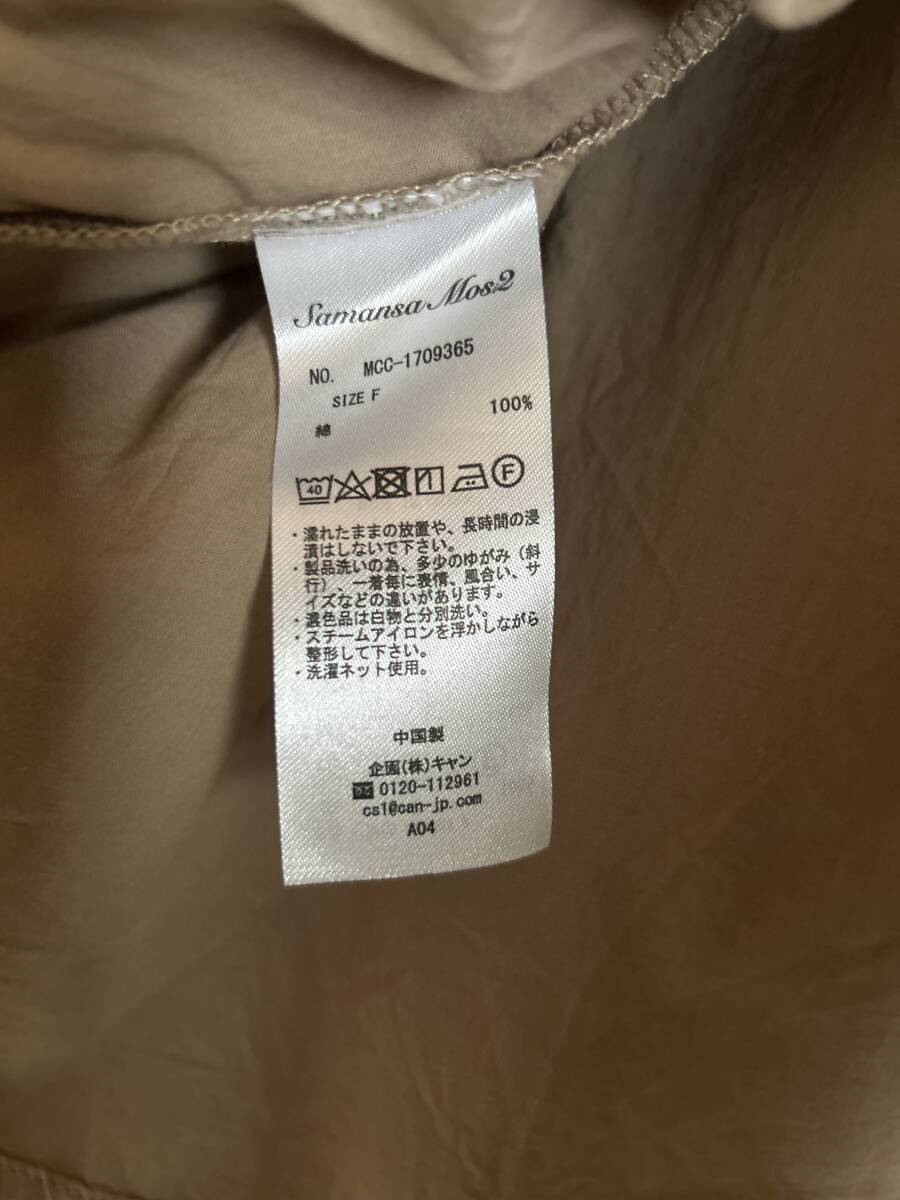 Samansa Mos2
NO. MCC-1709365
SIZE F
綿 100%
40
F
・濡れたままの放置や、長時間の浸
漬はしないで下さい。
・製品洗いの為、多少のゆがみ（斜
行）、一着毎に表情、風合い、サ
イズなどの違いがあります。
・濃色品は白物と分別洗い。
・スチームアイロンを浮かしながら
整形して下さい。
・洗濯ネット使用。
中国製
企画(株)キャン
0120-112961
cs1@can-jp.com
A04